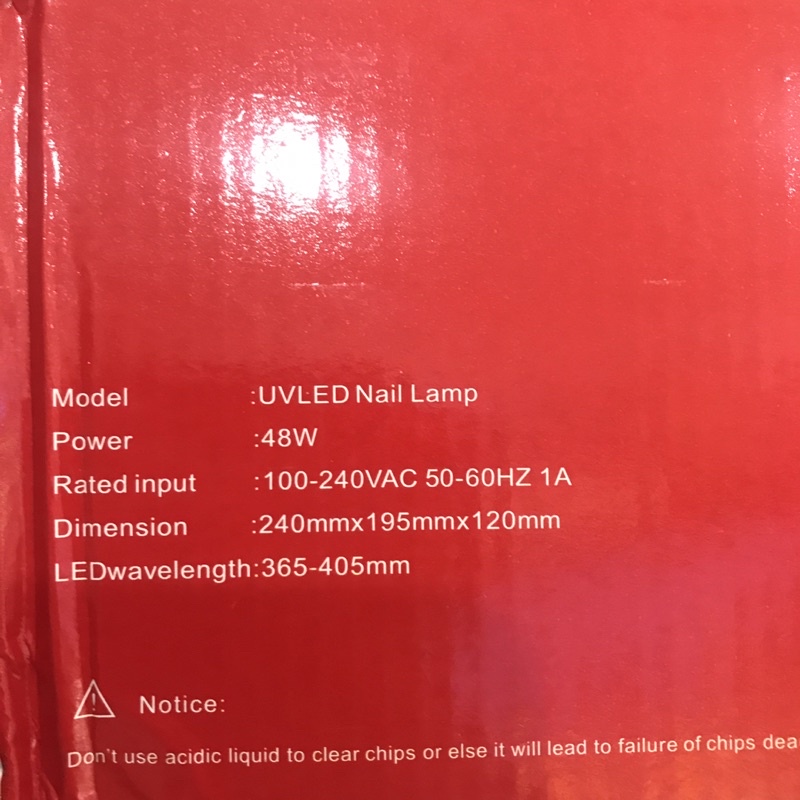 Model :UVLED Nail Lamp
Power :48W
Rated input :100-240VAC 50-60HZ 1A
Dimension :240mmx195mmx120mm
LEDwavelength:365-405mm
Notice:
Don't use acidic liquid to clear chips or else it will lead to failure of chips